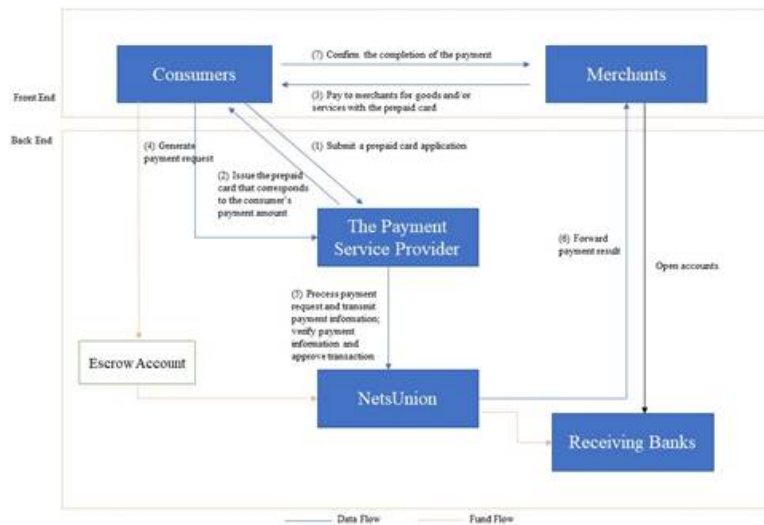 (7) Confirm the completion of the payment
Consumers
Merchants
(3) Pay to merchants for goods and/or
services with the prepaid card
Front End
Back End
(4) Generate
payment request
(1) Submit a prepaid card application
(2) Issue the prepaid
card that corresponds
to the consumer's
payment amount
The Payment
Service Provider
(6) Forward
payment result
Open accounts
(5) Process payment
request and transmit
payment information;
verify payment
information and
approve transaction
Escrow Account
NetsUnion
Receiving Banks
Data Flow
Fund Flow